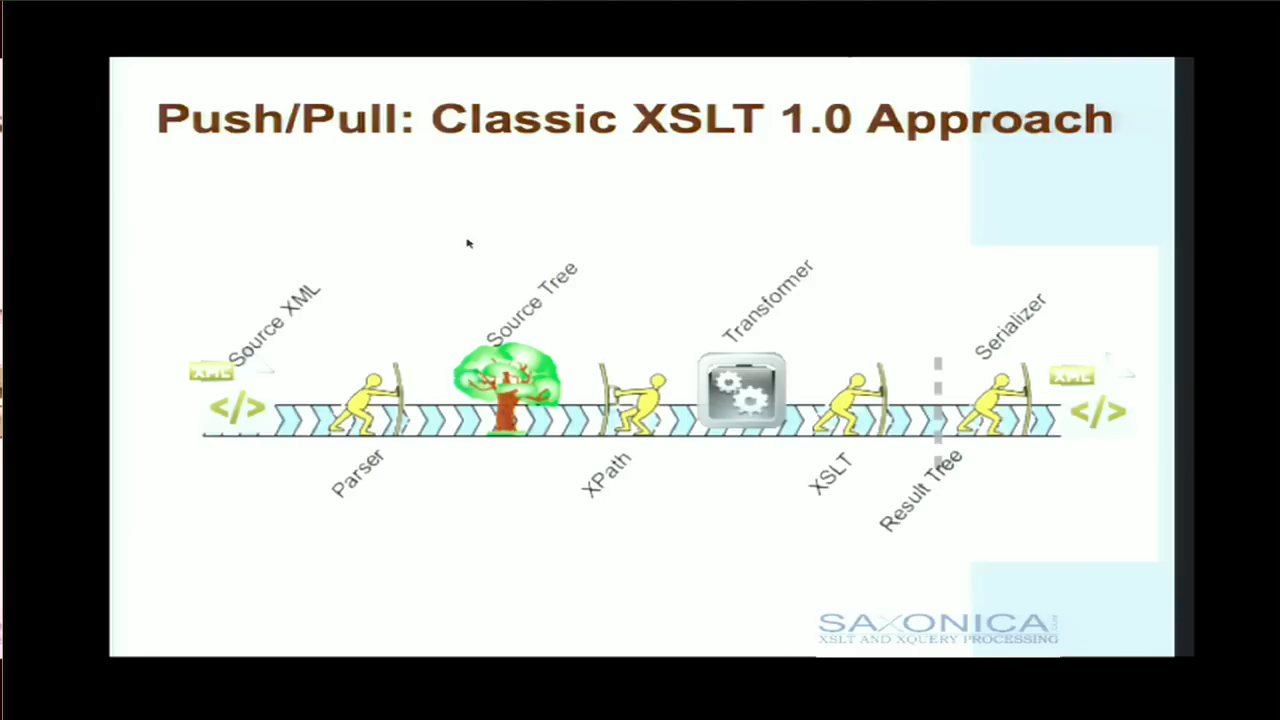 Push/Pull: Classic XSLT 1.0 Approach
Source XML
Source Tree
Transformer
Serializer
XML
</>
XML
</>
Parser
XPath
XSLT
Result Tree
SAXONICA
.COM
XSLT AND XQUERY PROCESSING